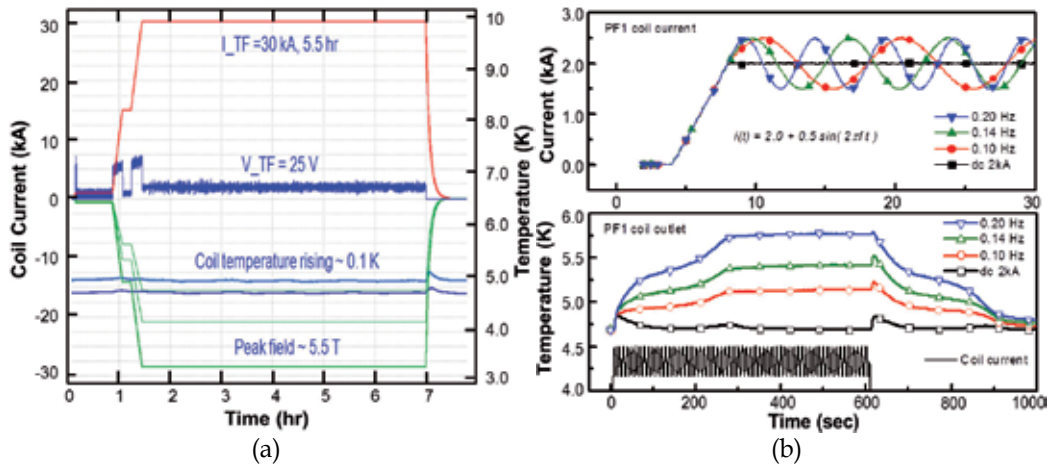 30
20
10
0
-10
-20
-30
Coil Current (kA)
I_TF =30 kA, 5.5 hr
V_TF = 25 V
Coil temperature rising ~ 0.1 K
Peak field ~ 5.5 T
10
9.0
8.0
7.0
6.0
5.0
4.0
3.0
Temperature (K)
0 1 2 3 4 5 6 7
Time (hr)
(a)
PF1 coil current
3.0
2.0
1.0
0.0
Current (kA)
i(t) = 2.0 + 0.5 sin( 2πf t )
0.20 Hz
0.14 Hz
0.10 Hz
dc 2kA
0 10 20 30
PF1 coil outlet
6.0
5.5
5.0
4.5
4.0
Temperature (K)
0.20 Hz
0.14 Hz
0.10 Hz
dc 2kA
Coil current
0 200 400 600 800 1000
Time (sec)
(b)